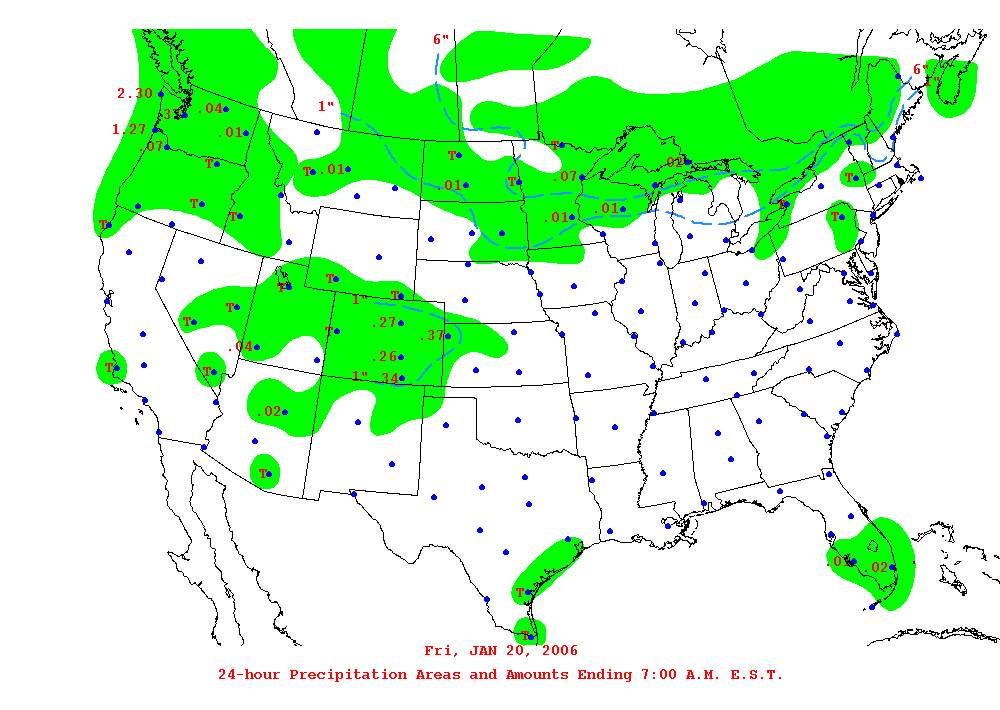 6"
6"
T
2.30
1"
.04
.3
1.27
.01
.07
T
.02
T
T
.01
.07
T
.01
T
T
T
T
T
.01
.01
T
T
T
T
T
T
1"
T
.27
T
T
.37
.04
.26
T
T
1"
.34
.02
T
.0
.02
T
T
Fri, JAN 20, 2006
24-hour Precipitation Areas and Amounts Ending 7:00 A.M. E.S.T.